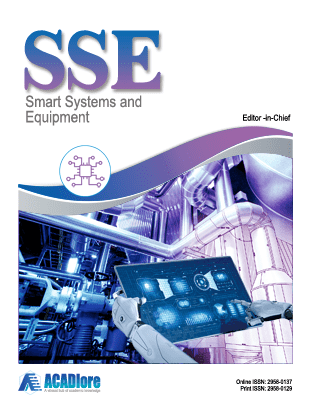 SSE
Smart Systems and
Equipment
Editor -in-Chief
ACADlore
Online ISSN: 2958-0137
Print ISSN: 2958-0129